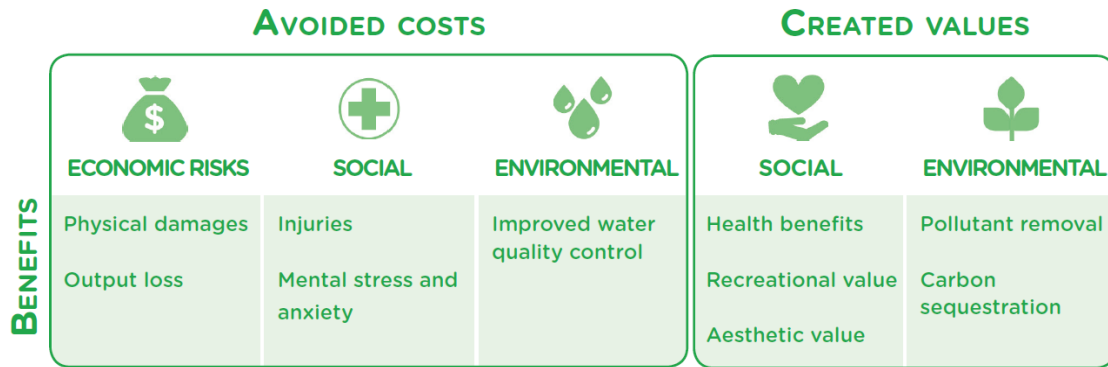 AVOIDED COSTS
CREATED VALUES
BENEFITS
$
ECONOMIC RISKS
Physical damages
Output loss
SOCIAL
Injuries
Mental stress and
anxiety
ENVIRONMENTAL
Improved water
quality control
SOCIAL
Health benefits
Recreational value
Aesthetic value
ENVIRONMENTAL
Pollutant removal
Carbon
sequestration